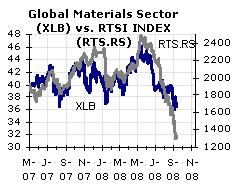 Global Materials Sector
(XLB) vs. RTSI INDEX
(RTS.RS)
48
46
44
42
40
38
36
34
32
30
2400
2200
2000
1800
1600
1400
1200
RTS.RS
XLB
M- J- S- N- J- M- M- J- S- N-
07 07 07 07 08 08 08 08 08 08